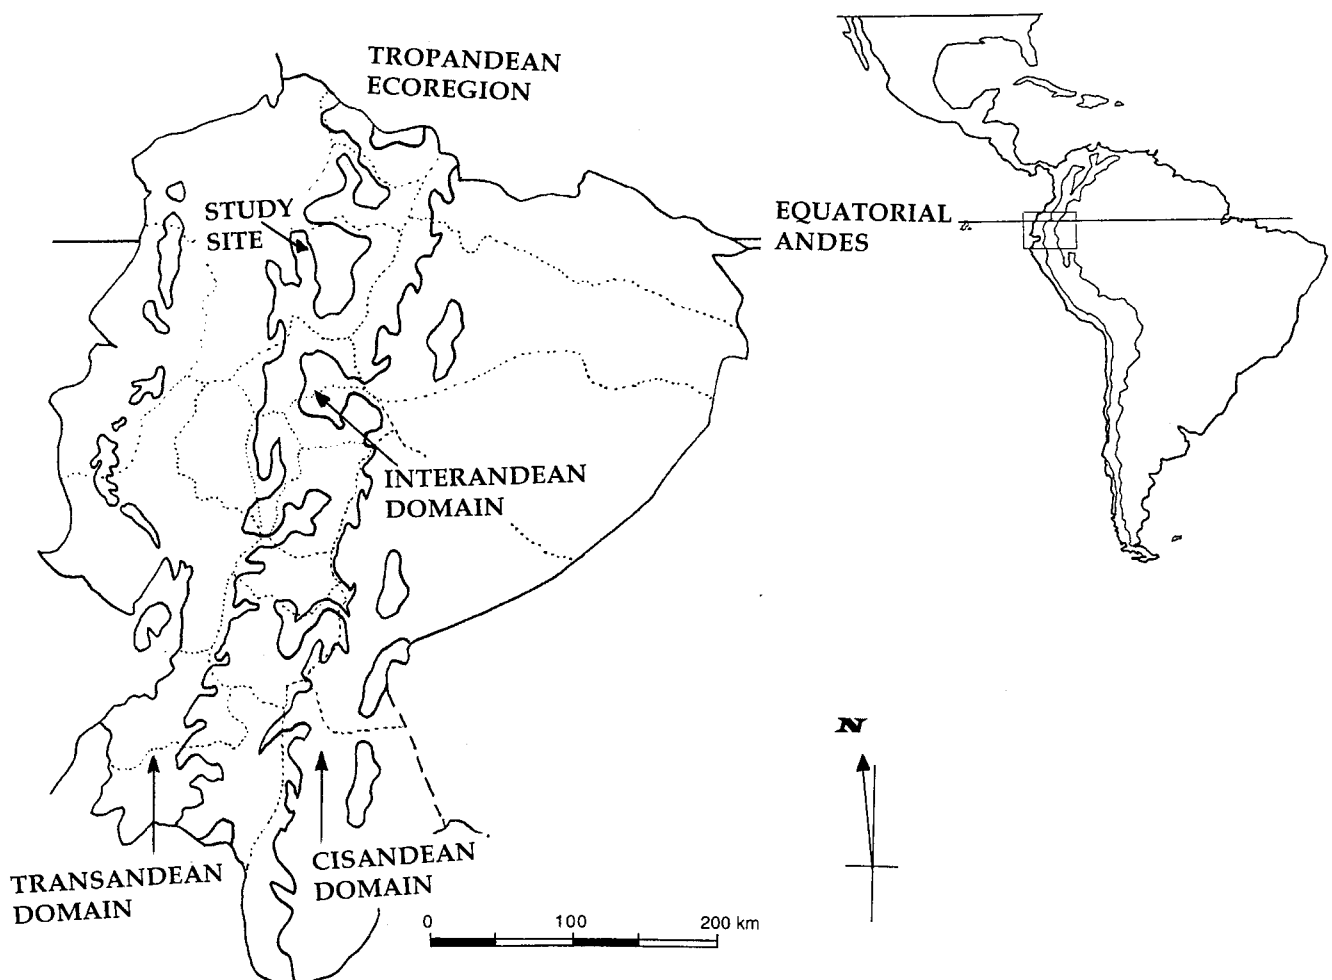 TROPANDEAN
ECOREGION
STUDY
SITE
EQUATORIAL
ANDES
INTERANDEAN
DOMAIN
N
TRANSANDEAN
DOMAIN
CISANDEAN
DOMAIN
0 100 200 km